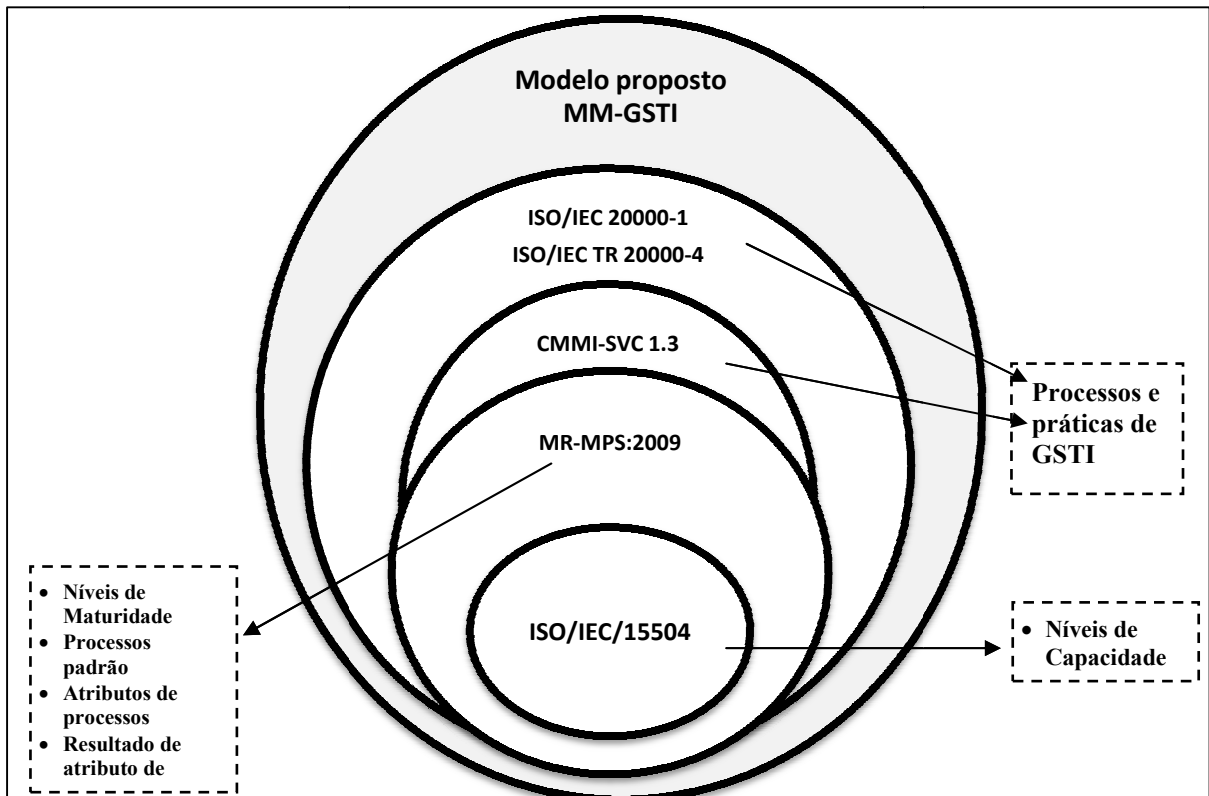 Modelo proposto
MM-GSTI
ISO/IEC 20000-1
ISO/IEC TR 20000-4
CMMI-SVC 1.3
MR-MPS:2009
ISO/IEC/15504
Processos e
práticas de
GSTI
• Níveis de
Maturidade
• Processos
padrão
• Atributos de
processos
• Resultado de
atributo de
• Níveis de
Capacidade